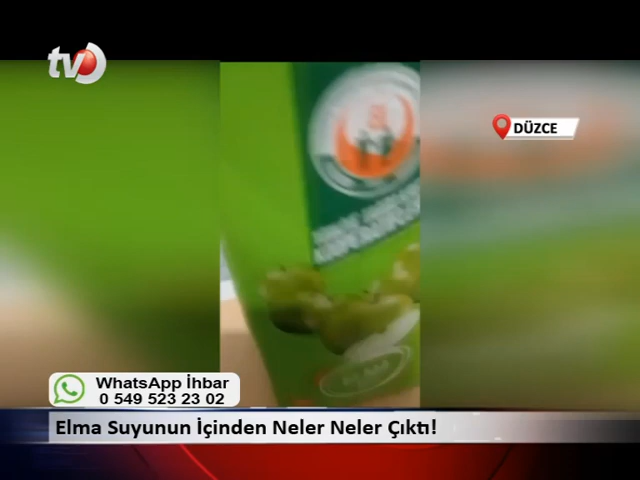 tv
DÜZCE
WhatsApp İhbar
0 549 523 23 02
Elma Suyunun İçinden Neler Neler Çıktı!